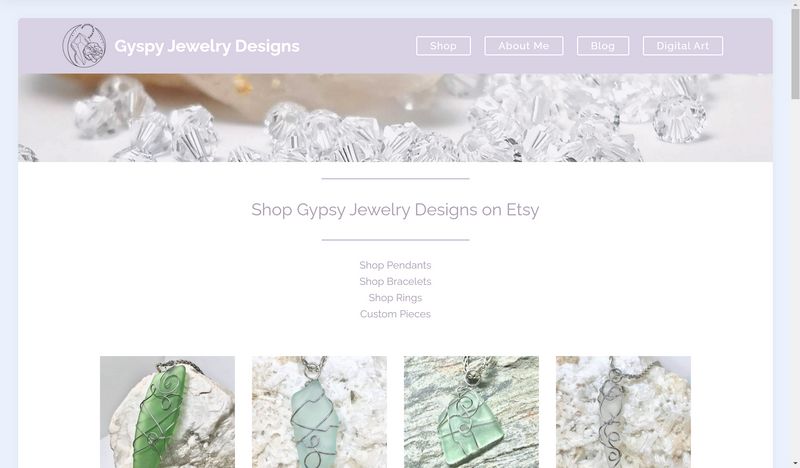 Gyspy Jewelry Designs
Shop
About Me
Blog
Digital Art
Shop Gypsy Jewelry Designs on Etsy
Shop Pendants
Shop Bracelets
Shop Rings
Custom Pieces